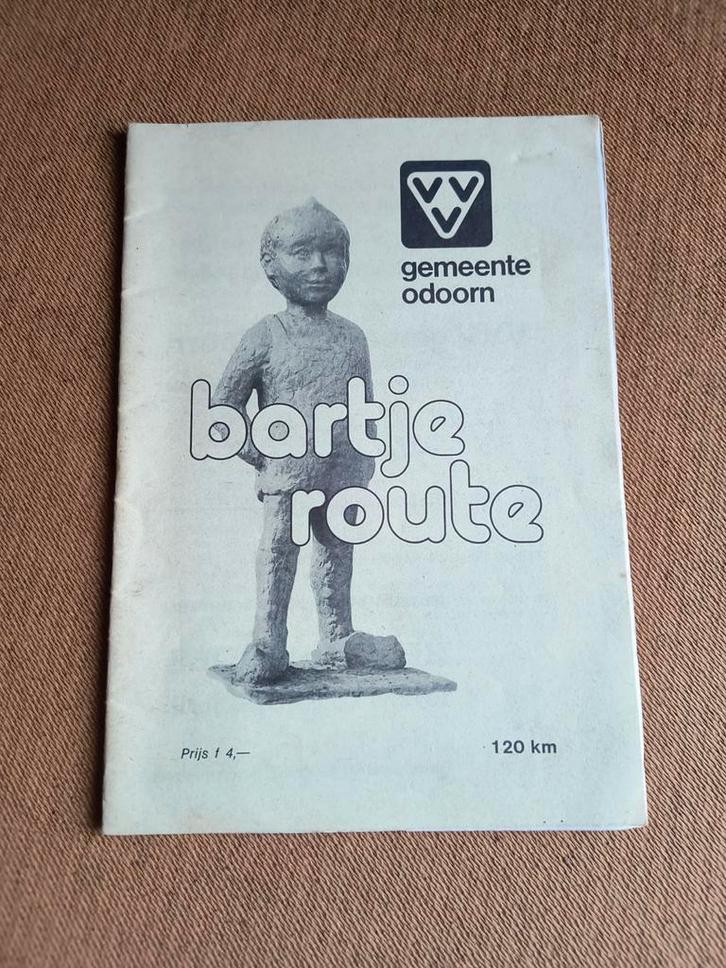 VVV
gemeente
odoorn
bartje
route
Prijs f 4,—
120 km